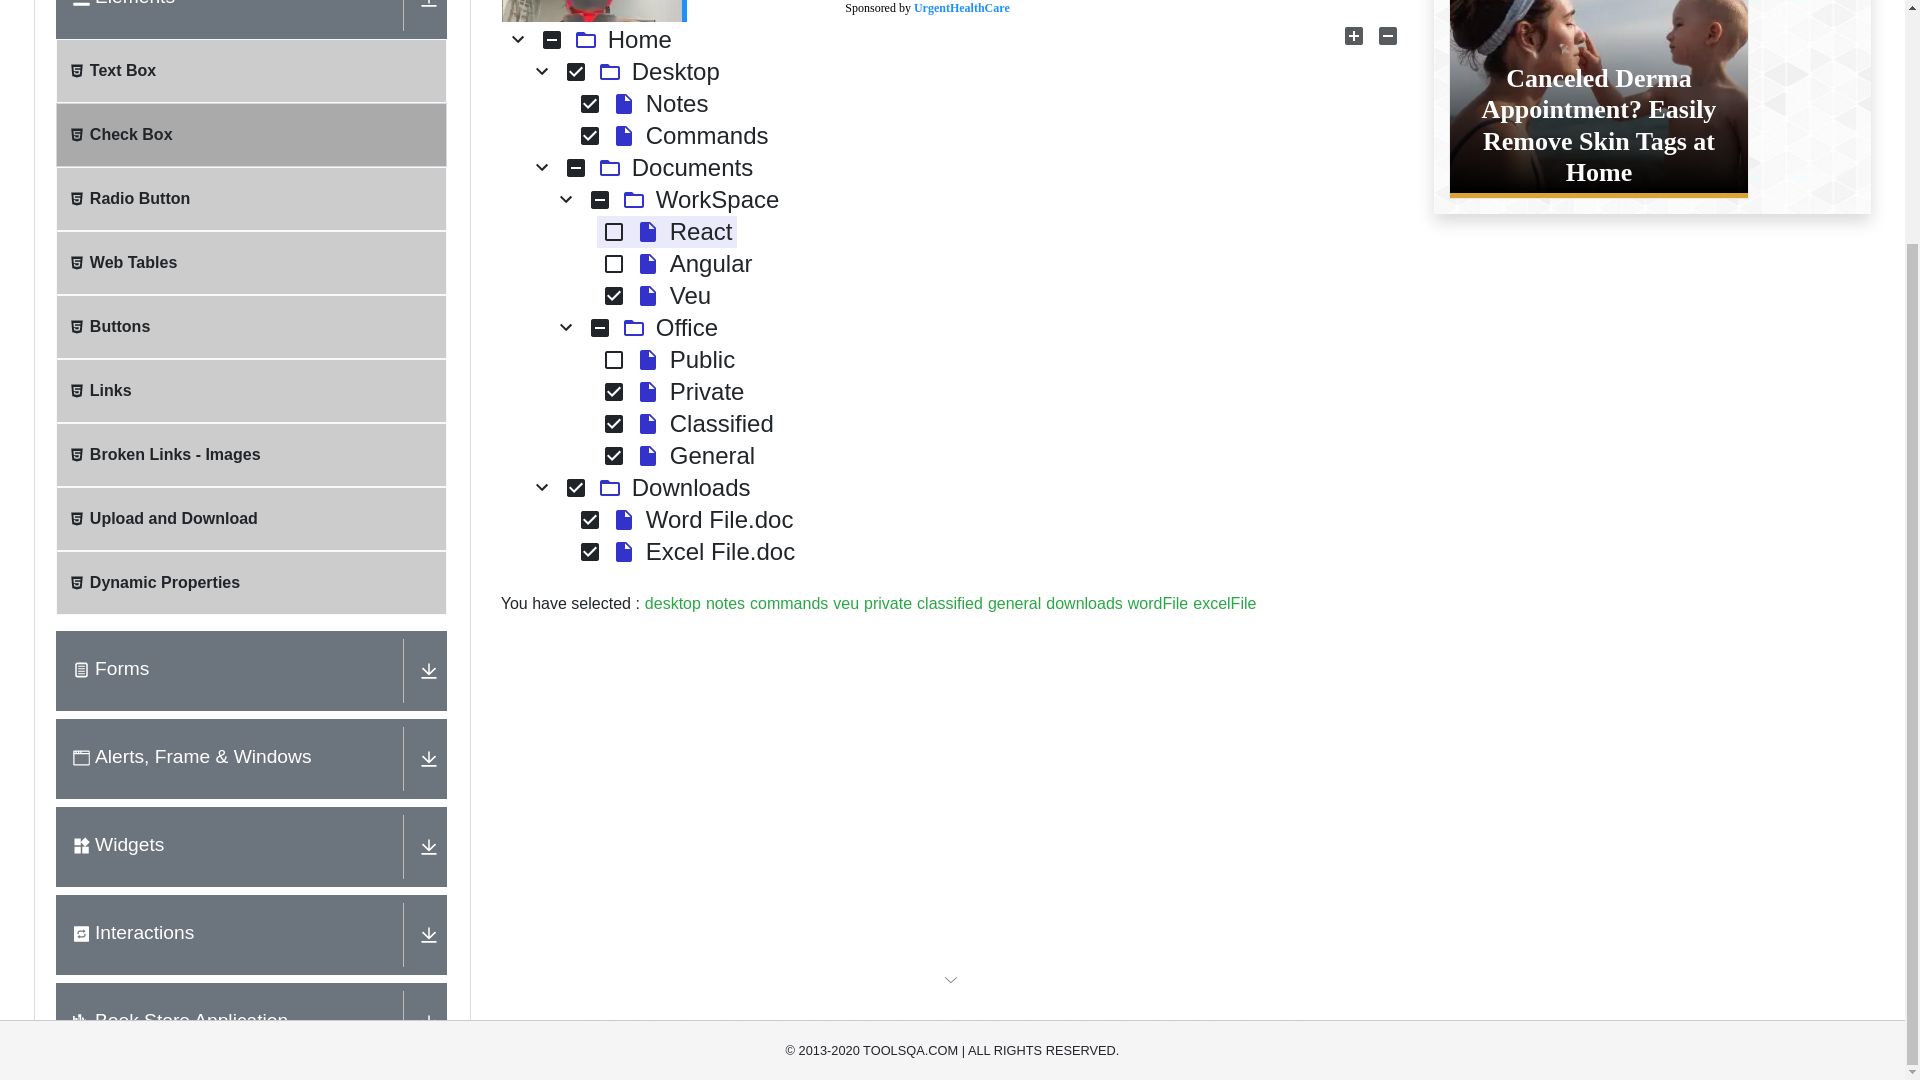 Elements
Text Box
Check Box
Radio Button
Web Tables
Buttons
Links
Broken Links - Images
Upload and Download
Dynamic Properties
Forms
Alerts, Frame & Windows
Widgets
Interactions
Book Store Application
Sponsored by UrgentHealthCare
Home
Desktop
Notes
Commands
Documents
WorkSpace
React
Angular
Veu
Office
Public
Private
Classified
General
Downloads
Word File.doc
Excel File.doc
You have selected : desktop notes commands veu private classified general downloads wordFile excelFile
Canceled Derma
Appointment? Easily
Remove Skin Tags at
Home
© 2013-2020 TOOLSQA.COM | ALL RIGHTS RESERVED.